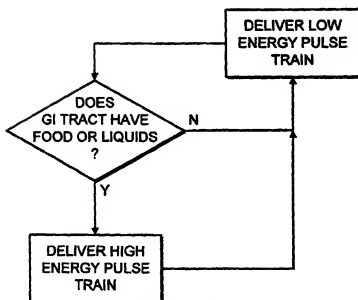 DELIVER LOW
ENERGY PULSE
TRAIN
DOES
GI TRACT HAVE
FOOD OR LIQUIDS
?
N
Y
DELIVER HIGH
ENERGY PULSE
TRAIN